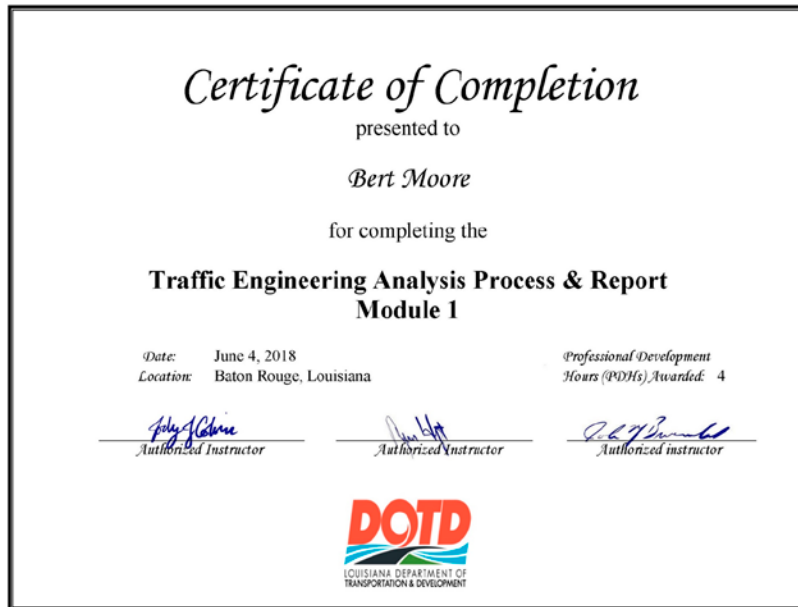 Certificate of Completion
presented to
Bert Moore
for completing the
Traffic Engineering Analysis Process & Report
Module 1
Date: June 4, 2018
Location: Baton Rouge, Louisiana
Professional Development
Hours (PDHs) Awarded: 4
Authorized Instructor
Authorized Instructor
Authorized instructor
DOTD
LOUISIANA DEPARTMENT OF
TRANSPORTATION & DEVELOPMENT